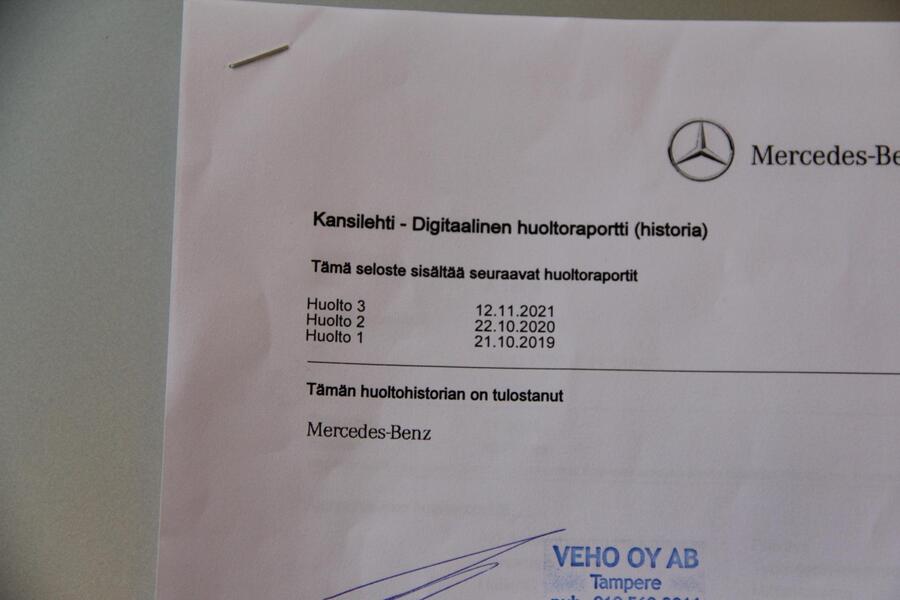 Mercedes-Be
Kansilehti - Digitaalinen huoltoraportti (historia)
Tämä seloste sisältää seuraavat huoltoraportit
Huolto 3 12.11.2021
Huolto 2 22.10.2020
Huolto 1 21.10.2019
Tämän huoltohistorian on tulostanut
Mercedes-Benz
VEHO OY AB
Tampere